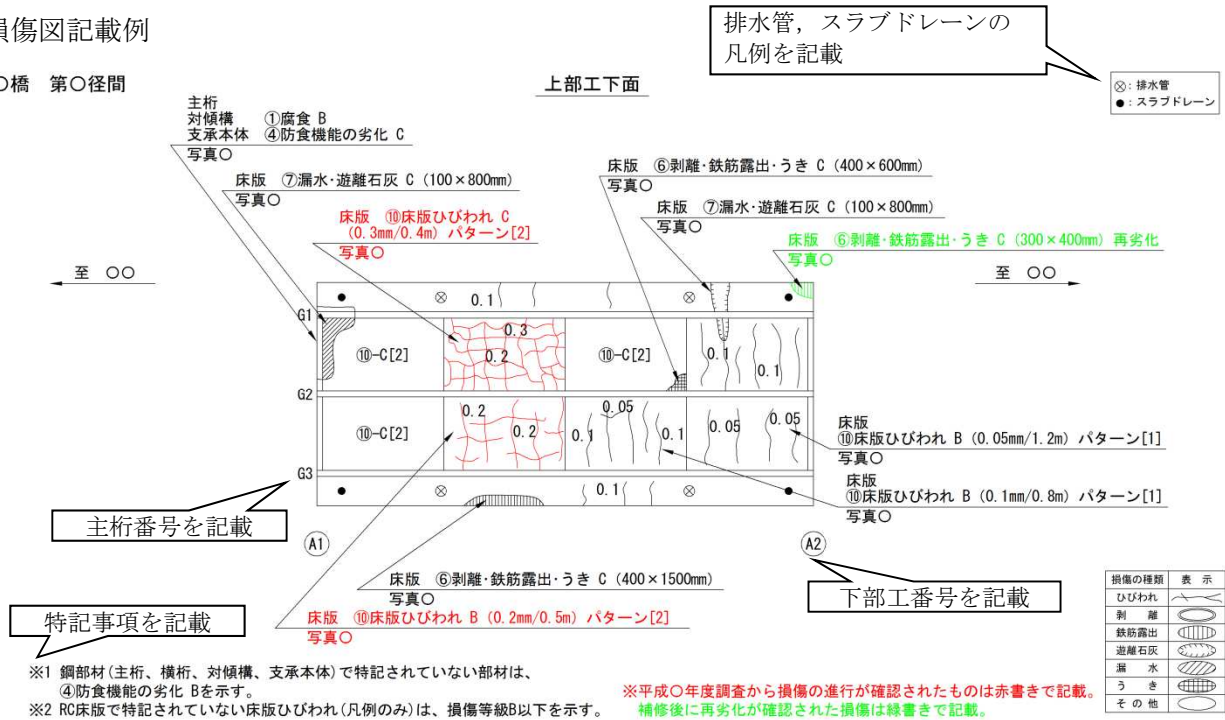 損傷図記載例
〇橋　第〇径間
上部工下面
排水管，スラブドレーンの
凡例を記載
⊗：排水管
●：スラブドレーン
主桁
対傾構　①腐食 B
支承本体　④防食機能の劣化 C
写真〇
床版　⑦漏水・遊離石灰 C（100×800mm）
写真〇
床版　⑩床版ひびわれ C
（0.3mm/0.4m）パターン[2]
写真〇
床版　⑥剥離・鉄筋露出・うき C（400×600mm）
写真〇
床版　⑦漏水・遊離石灰 C（100×800mm）
写真〇
床版　⑥剥離・鉄筋露出・うき C（300×400mm）再劣化
写真〇
至　〇〇
至　〇〇
0.1
G1
⑩-C[2]
0.3
0.2
⑩-C[2]
0.1
0.1
G2
⑩-C[2]
0.2
0.2
0.05
0.1
0.1
0.05
0.05
G3
0.1
床版
⑩床版ひびわれ B（0.05mm/1.2m）パターン[1]
写真〇
床版
⑩床版ひびわれ B（0.1mm/0.8m）パターン[1]
写真〇
主桁番号を記載
A1
A2
床版　⑥剥離・鉄筋露出・うき C（400×1500mm）
写真〇
床版　⑩床版ひびわれ B（0.2mm/0.5m）パターン[2]
写真〇
下部工番号を記載
特記事項を記載
損傷の種類　表　示
ひびわれ
剥　離
鉄筋露出
遊離石灰
漏　水
う　き
そ の 他
※1 鋼部材（主桁、横桁、対傾構、支承本体）で特記されていない部材は、
④防食機能の劣化 Bを示す。
※2 RC床版で特記されていない床版ひびわれ（凡例のみ）は、損傷等級B以下を示す。
※平成〇年度調査から損傷の進行が確認されたものは赤書きで記載。
補修後に再劣化が確認された損傷は緑書きで記載。